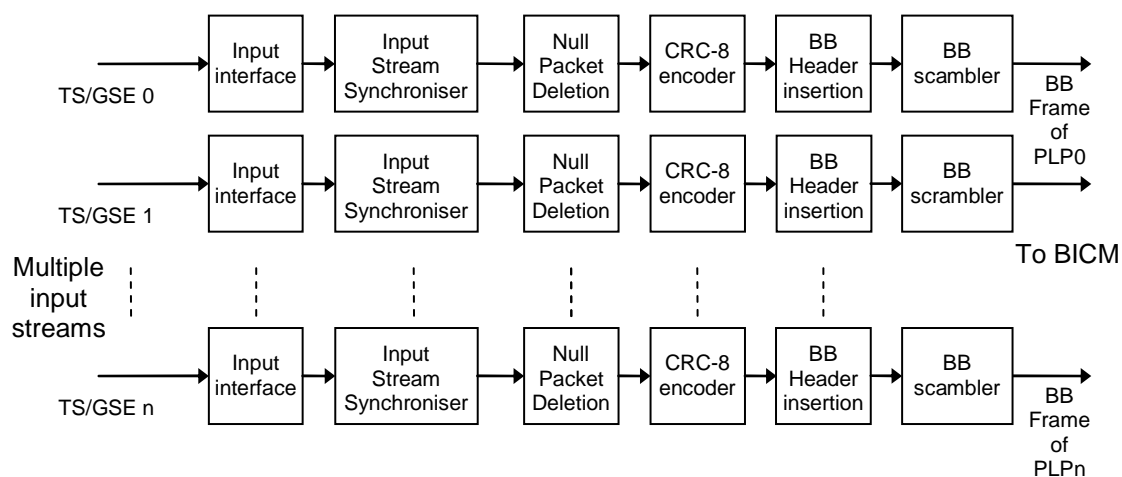 Input
interface
Input
Stream
Synchroniser
Null
Packet
Deletion
CRC-8
encoder
BB
Header
insertion
BB
scambler
TS/GSE 0
BB
Frame
of
PLP0
Input
interface
Input
Stream
Synchroniser
Null
Packet
Deletion
CRC-8
encoder
BB
Header
insertion
BB
scrambler
TS/GSE 1
To BICM
Multiple
input
streams
Input
interface
Input
Stream
Synchroniser
Null
Packet
Deletion
CRC-8
encoder
BB
Header
insertion
BB
scambler
TS/GSE n
BB
Frame
of
PLPn